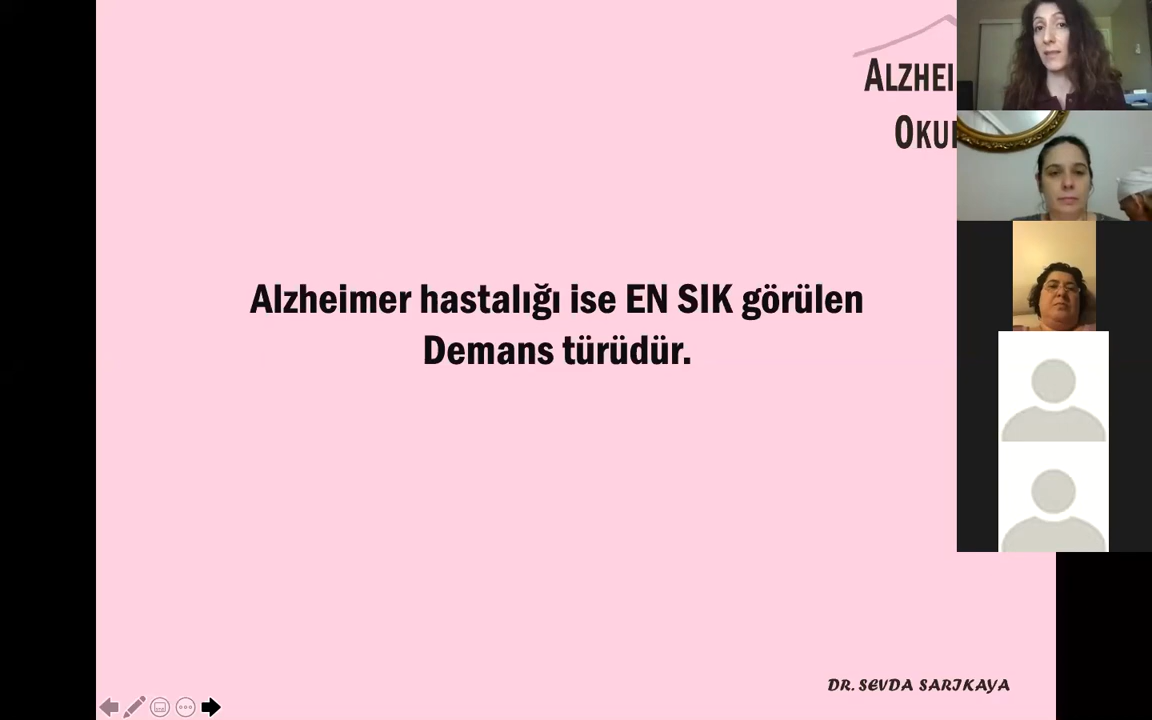 ALZHEI
OKU
Alzheimer hastalığı ise EN SIK görülen
Demans türüdür.
DR. SEVDA SARIKAYA